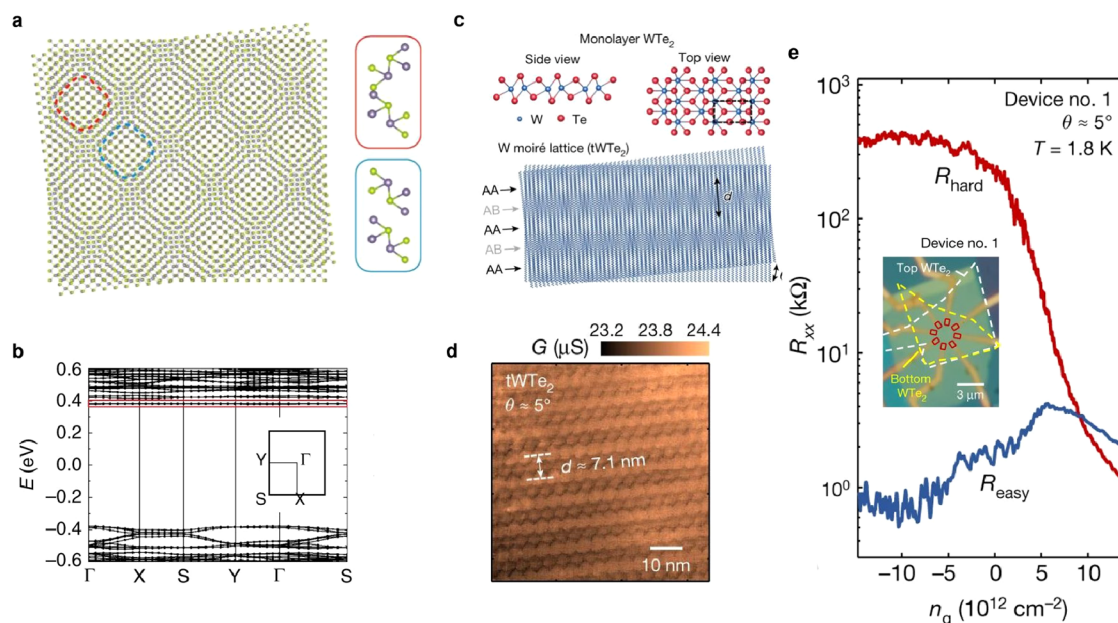 a
b
0.6
0.4
0.2
0.0
−0.2
−0.4
−0.6
E (eV)
Y
Γ
S
X
Γ
X
S
Y
Γ
S
c
Monolayer WTe₂
Side view
Top view
W
Te
W moiré lattice (tWTe₂)
AA
AB
AA
AB
AA
d
d
23.2
23.8
24.4
G (μS)
tWTe₂
θ ≈ 5°
d ≈ 7.1 nm
10 nm
e
10³
10²
10¹
10⁰
Rxx (kΩ)
Device no. 1
θ ≈ 5°
T = 1.8 K
Rhard
Device no. 1
Top WTe₂
Bottom
WTe₂
3 μm
Reasy
−10
−5
0
5
10
ng (10¹² cm⁻²)